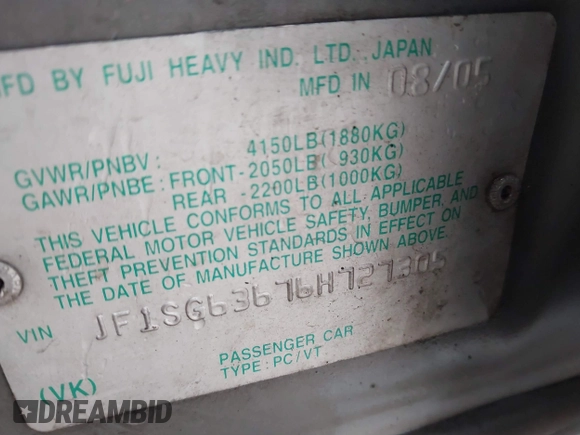 MFD BY FUJI HEAVY IND. LTD. JAPAN
MFD IN 08/05
GVWR/PNBV: 4150LB(1880KG)
GAWR/PNBE: FRONT-2050LB( 930KG)
REAR -2200LB(1000KG)
THIS VEHICLE CONFORMS TO ALL APPLICABLE
FEDERAL MOTOR VEHICLE SAFETY, BUMPER, AND
THEFT PREVENTION STANDARDS IN EFFECT ON
THE DATE OF MANUFACTURE SHOWN ABOVE.
VIN JF1SG63676H727305
PASSENGER CAR
TYPE: PC/VT
(VK)
DREAMBID